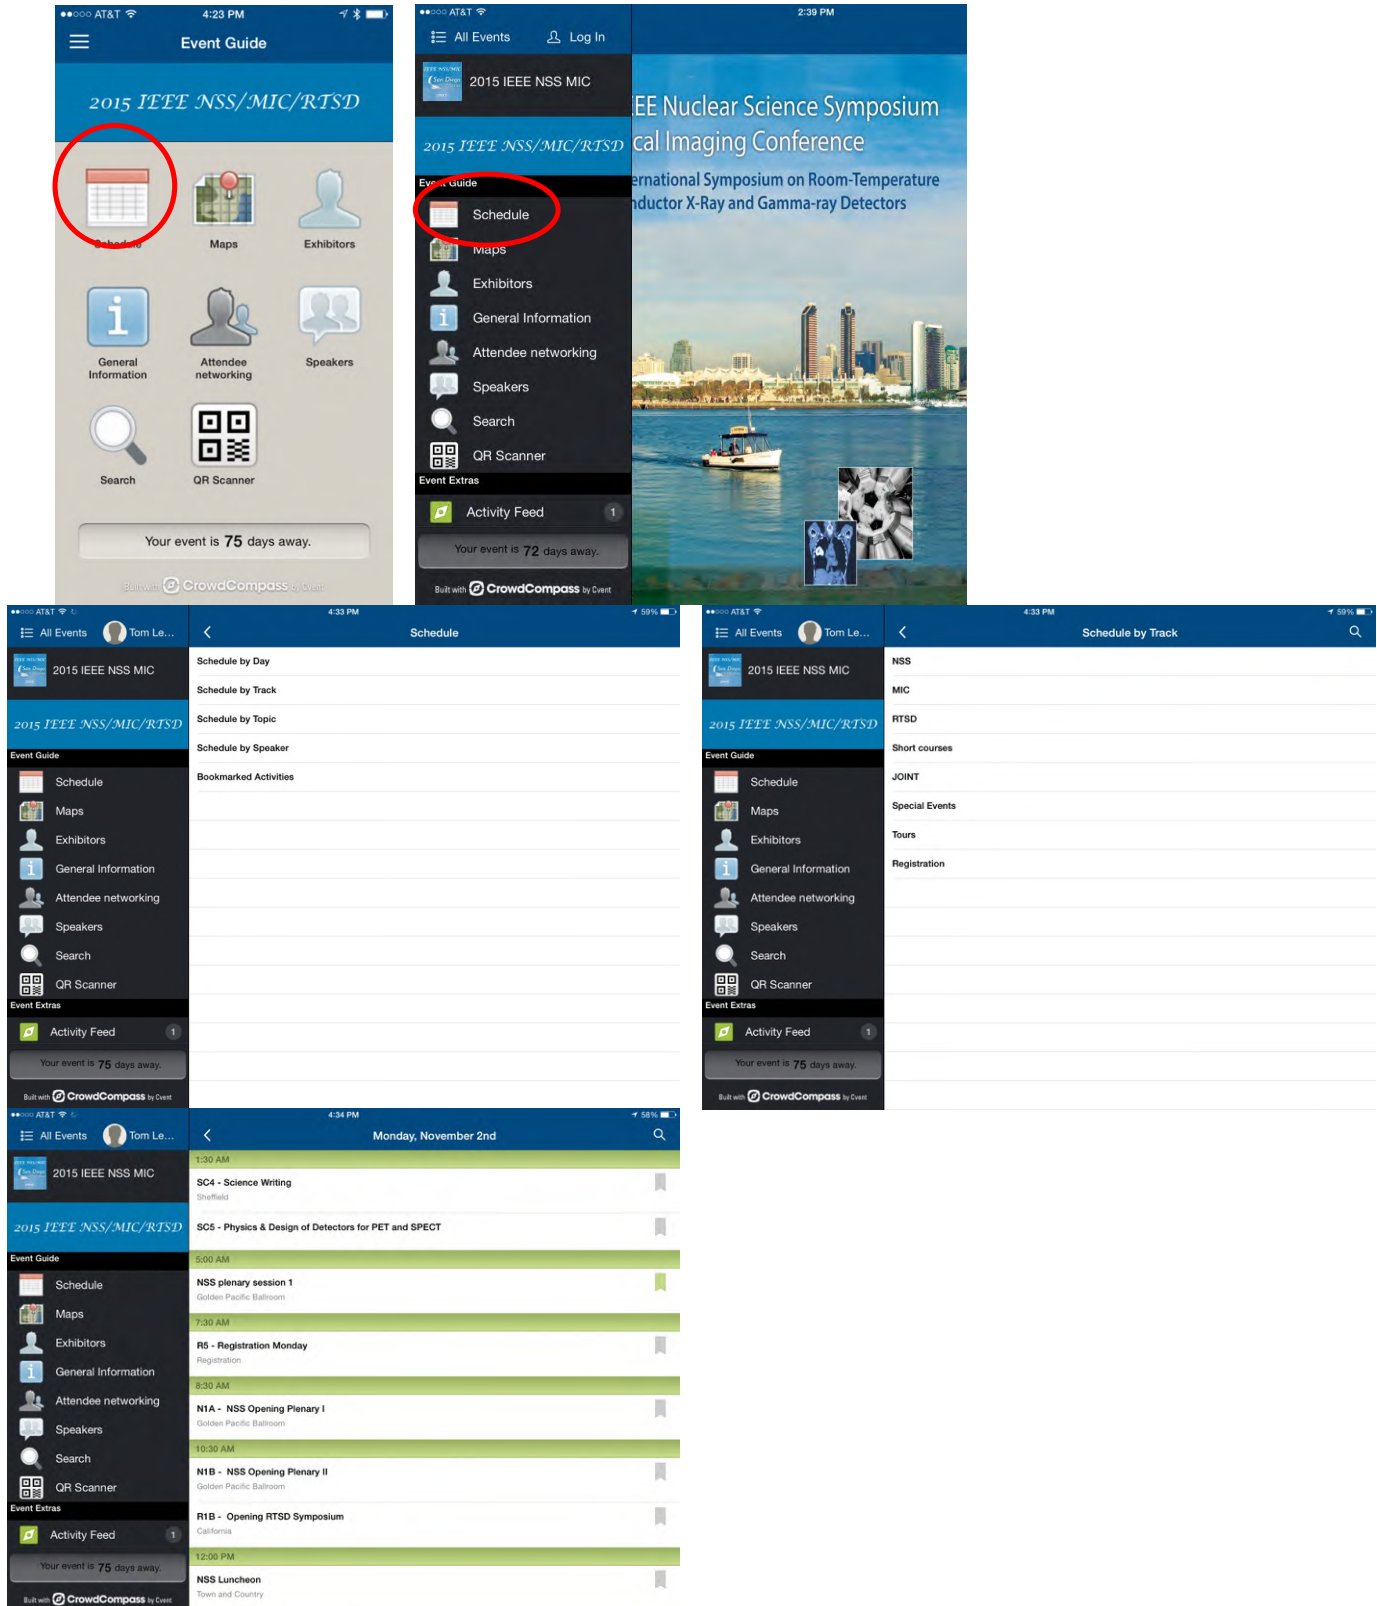 ●●○○○ AT&T 4:23 PM
Event Guide
2015 IEEE NSS/MIC/RTSD
Schedule Maps Exhibitors
General Information Attendee networking Speakers
Search QR Scanner
Your event is 75 days away.
Built with CrowdCompass by Cvent
●●○○○ AT&T 2:39 PM
All Events Log In
2015 IEEE NSS MIC
2015 IEEE NSS/MIC/RTSD
Event Guide
Schedule
Maps
Exhibitors
General Information
Attendee networking
Speakers
Search
QR Scanner
Event Extras
Activity Feed 1
Your event is 72 days away.
Built with CrowdCompass by Cvent
EE Nuclear Science Symposium
cal Imaging Conference
ernational Symposium on Room-Temperature
nductor X-Ray and Gamma-ray Detectors
●●○○○ AT&T 4:33 PM 59%
All Events Tom Le...
Schedule
2015 IEEE NSS MIC
2015 IEEE NSS/MIC/RTSD
Event Guide
Schedule
Maps
Exhibitors
General Information
Attendee networking
Speakers
Search
QR Scanner
Event Extras
Activity Feed 1
Your event is 75 days away.
Built with CrowdCompass by Cvent
Schedule by Day
Schedule by Track
Schedule by Topic
Schedule by Speaker
Bookmarked Activities
●●○○○ AT&T 4:33 PM 59%
All Events Tom Le...
Schedule by Track
2015 IEEE NSS MIC
2015 IEEE NSS/MIC/RTSD
Event Guide
Schedule
Maps
Exhibitors
General Information
Attendee networking
Speakers
Search
QR Scanner
Event Extras
Activity Feed 1
Your event is 75 days away.
Built with CrowdCompass by Cvent
NSS
MIC
RTSD
Short courses
JOINT
Special Events
Tours
Registration
●●○○○ AT&T 4:34 PM 58%
All Events Tom Le...
Monday, November 2nd
2015 IEEE NSS MIC
2015 IEEE NSS/MIC/RTSD
Event Guide
Schedule
Maps
Exhibitors
General Information
Attendee networking
Speakers
Search
QR Scanner
Event Extras
Activity Feed 1
Your event is 75 days away.
Built with CrowdCompass by Cvent
1:30 AM
SC4 - Science Writing
Sheffield
SC5 - Physics & Design of Detectors for PET and SPECT
5:00 AM
NSS plenary session 1
Golden Pacific Ballroom
7:30 AM
R5 - Registration Monday
Registration
8:30 AM
N1A - NSS Opening Plenary I
Golden Pacific Ballroom
10:30 AM
N1B - NSS Opening Plenary II
Golden Pacific Ballroom
R1B - Opening RTSD Symposium
California
12:00 PM
NSS Luncheon
Town and Country